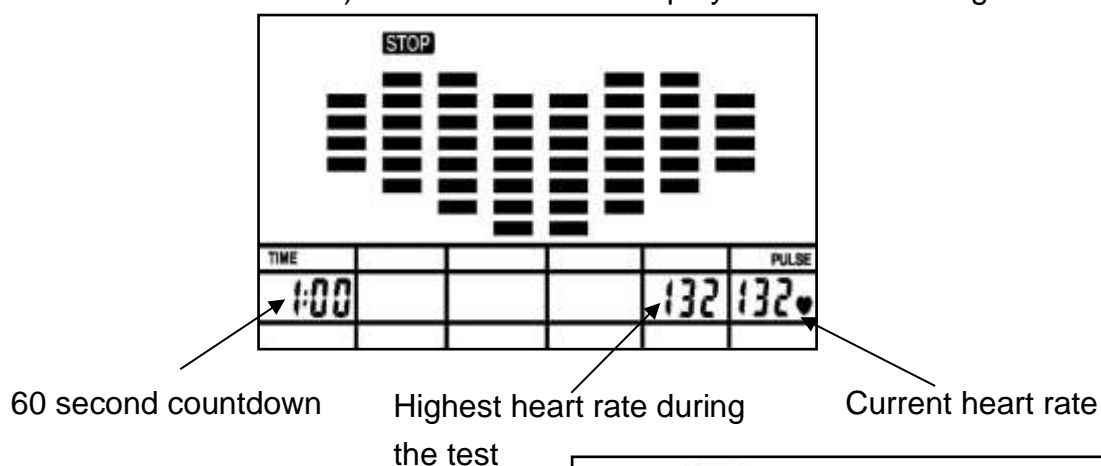 STOP
TIME PULSE
1:00 132 132
60 second countdown
Highest heart rate during
the test
Current heart rate